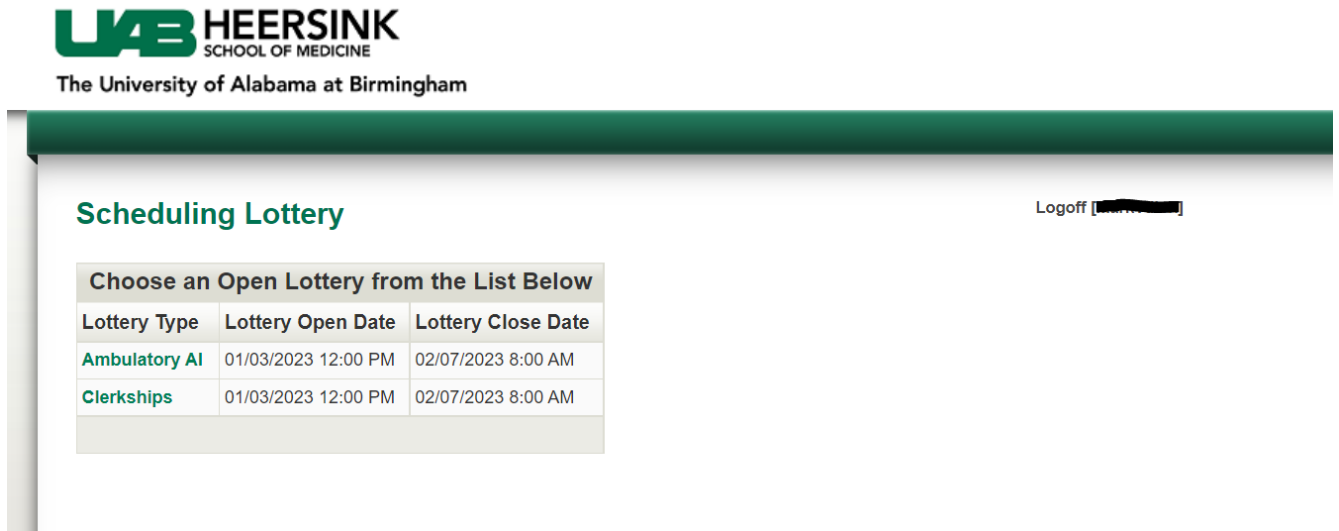 UAB HEERSINK
SCHOOL OF MEDICINE
The University of Alabama at Birmingham
Scheduling Lottery
Logoff [ ]
Choose an Open Lottery from the List Below
Lottery Type Lottery Open Date Lottery Close Date
Ambulatory AI 01/03/2023 12:00 PM 02/07/2023 8:00 AM
Clerkships 01/03/2023 12:00 PM 02/07/2023 8:00 AM